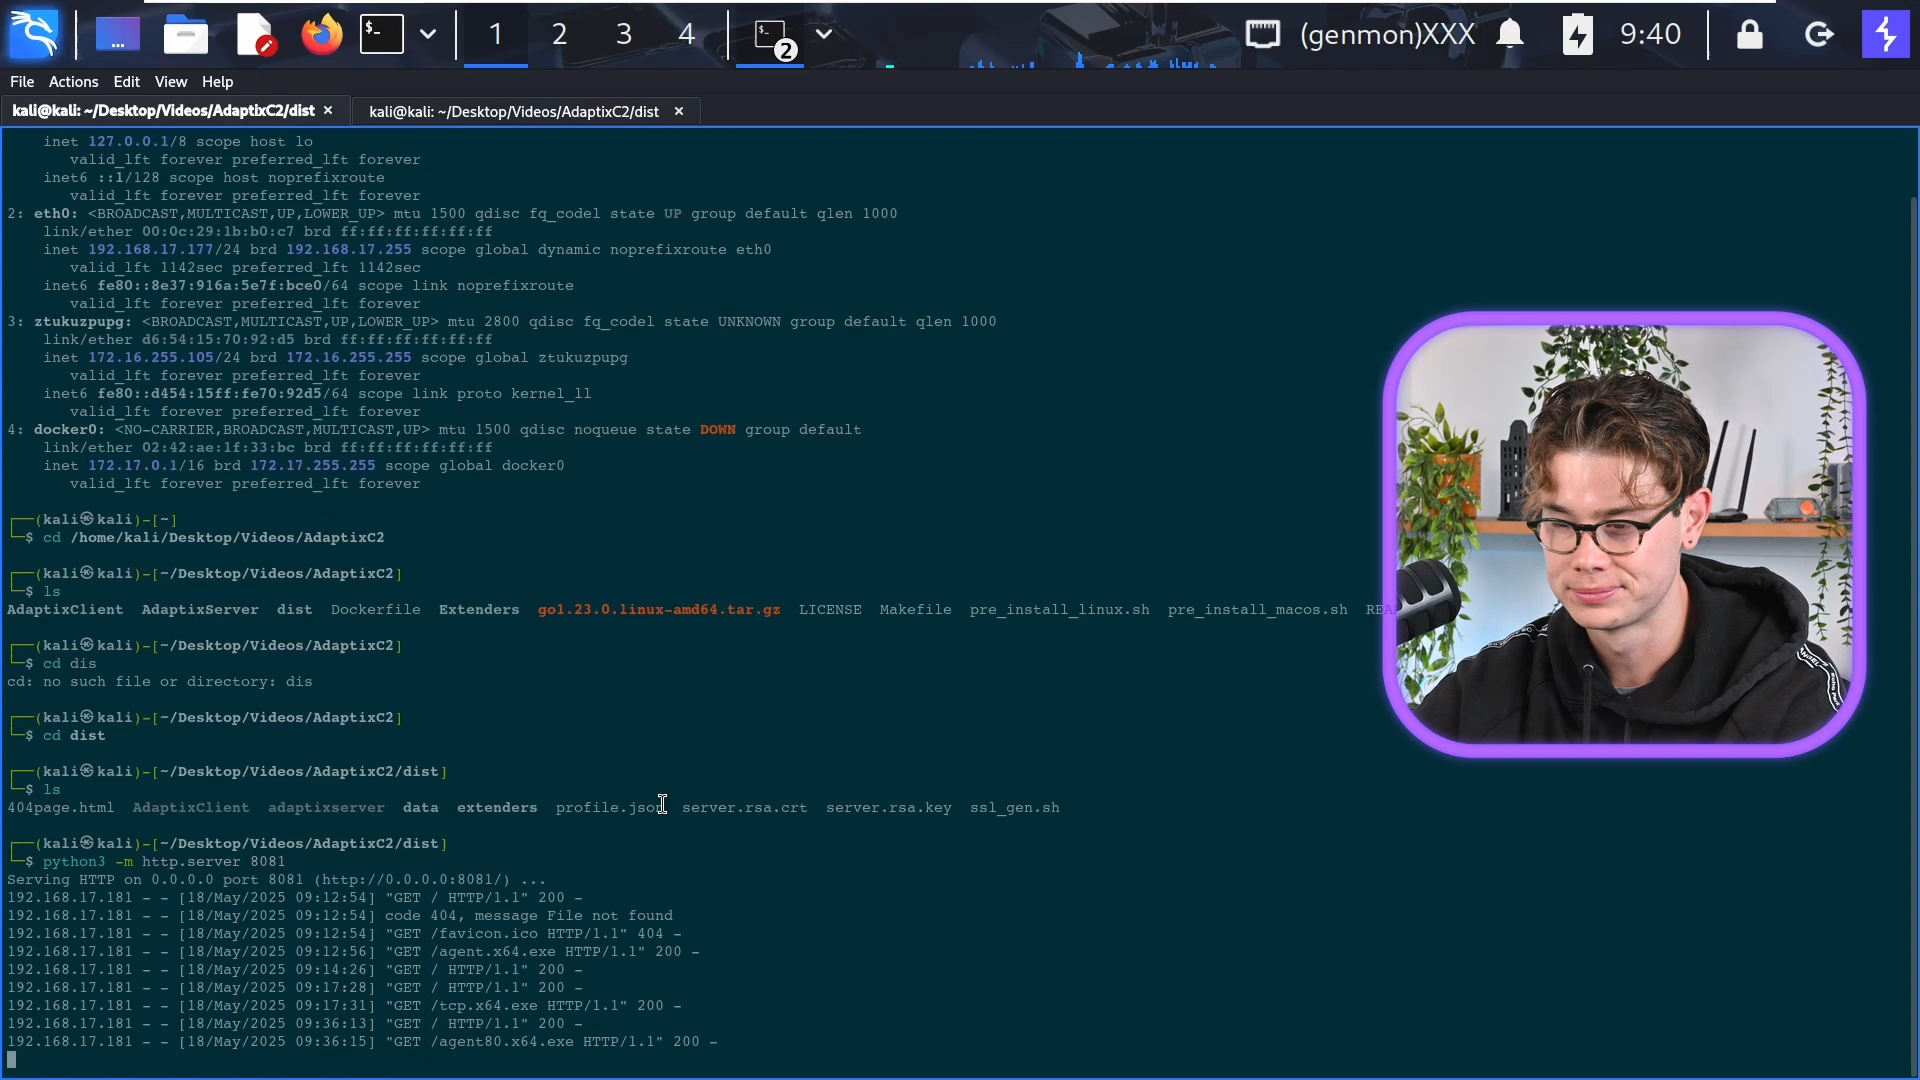 1 2 3 4 $- 2 (genmon)XXX 9:40
File Actions Edit View Help
kali@kali: ~/Desktop/Videos/AdaptixC2/dist × kali@kali: ~/Desktop/Videos/AdaptixC2/dist ×
inet 127.0.0.1/8 scope host lo
valid_lft forever preferred_lft forever
inet6 ::1/128 scope host noprefixroute
valid_lft forever preferred_lft forever
2: eth0: <BROADCAST,MULTICAST,UP,LOWER_UP> mtu 1500 qdisc fq_codel state UP group default qlen 1000
link/ether 00:0c:29:1b:b0:c7 brd ff:ff:ff:ff:ff:ff
inet 192.168.17.177/24 brd 192.168.17.255 scope global dynamic noprefixroute eth0
valid_lft 1142sec preferred_lft 1142sec
inet6 fe80::8e37:916a:5e7f:bce0/64 scope link noprefixroute
valid_lft forever preferred_lft forever
3: ztukuzpupg: <BROADCAST,MULTICAST,UP,LOWER_UP> mtu 2800 qdisc fq_codel state UNKNOWN group default qlen 1000
link/ether d6:54:15:70:92:d5 brd ff:ff:ff:ff:ff:ff
inet 172.16.255.105/24 brd 172.16.255.255 scope global ztukuzpupg
valid_lft forever preferred_lft forever
inet6 fe80::d454:15ff:fe70:92d5/64 scope link proto kernel_ll
valid_lft forever preferred_lft forever
4: docker0: <NO-CARRIER,BROADCAST,MULTICAST,UP> mtu 1500 qdisc noqueue state DOWN group default
link/ether 02:42:ae:1f:33:bc brd ff:ff:ff:ff:ff:ff
inet 172.17.0.1/16 brd 172.17.255.255 scope global docker0
valid_lft forever preferred_lft forever
┌──(kali㉿kali)-[~]
└─$ cd /home/kali/Desktop/Videos/AdaptixC2
┌──(kali㉿kali)-[~/Desktop/Videos/AdaptixC2]
└─$ ls
AdaptixClient AdaptixServer dist Dockerfile Extenders go1.23.0.linux-amd64.tar.gz LICENSE Makefile pre_install_linux.sh pre_install_macos.sh REA
┌──(kali㉿kali)-[~/Desktop/Videos/AdaptixC2]
└─$ cd dis
cd: no such file or directory: dis
┌──(kali㉿kali)-[~/Desktop/Videos/AdaptixC2]
└─$ cd dist
┌──(kali㉿kali)-[~/Desktop/Videos/AdaptixC2/dist]
└─$ ls
404page.html AdaptixClient adaptixserver data extenders profile.json server.rsa.crt server.rsa.key ssl_gen.sh
┌──(kali㉿kali)-[~/Desktop/Videos/AdaptixC2/dist]
└─$ python3 -m http.server 8081
Serving HTTP on 0.0.0.0 port 8081 (http://0.0.0.0:8081/) ...
192.168.17.181 - - [18/May/2025 09:12:54] "GET / HTTP/1.1" 200 -
192.168.17.181 - - [18/May/2025 09:12:54] code 404, message File not found
192.168.17.181 - - [18/May/2025 09:12:54] "GET /favicon.ico HTTP/1.1" 404 -
192.168.17.181 - - [18/May/2025 09:12:56] "GET /agent.x64.exe HTTP/1.1" 200 -
192.168.17.181 - - [18/May/2025 09:14:26] "GET / HTTP/1.1" 200 -
192.168.17.181 - - [18/May/2025 09:17:28] "GET / HTTP/1.1" 200 -
192.168.17.181 - - [18/May/2025 09:17:31] "GET /tcp.x64.exe HTTP/1.1" 200 -
192.168.17.181 - - [18/May/2025 09:36:13] "GET / HTTP/1.1" 200 -
192.168.17.181 - - [18/May/2025 09:36:15] "GET /agent80.x64.exe HTTP/1.1" 200 -